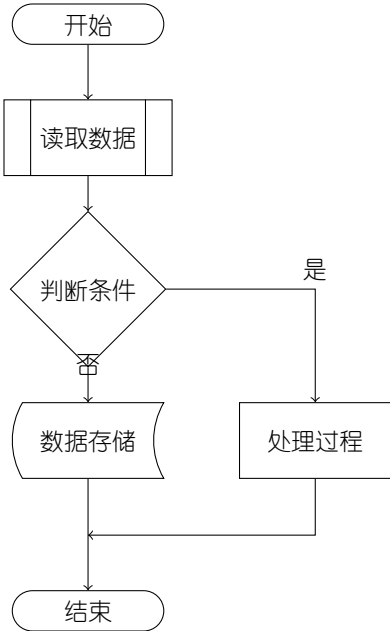 开始
读取数据
判断条件
是
否
数据存储
处理过程
结束